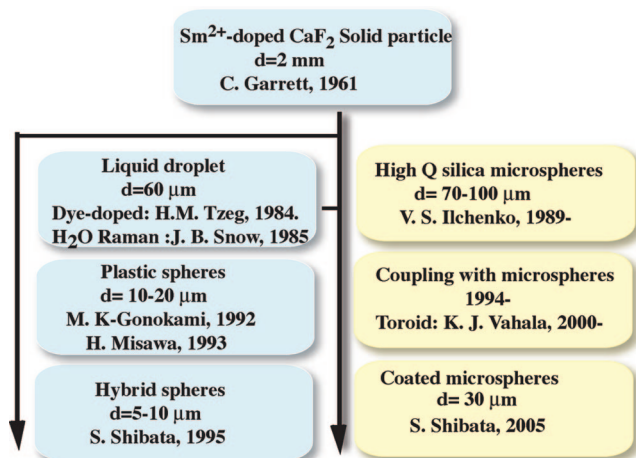 Sm²⁺-doped CaF₂ Solid particle
d=2 mm
C. Garrett, 1961
Liquid droplet
d=60 μm
Dye-doped: H.M. Tzeg, 1984.
H₂O Raman :J. B. Snow, 1985
Plastic spheres
d= 10-20 μm
M. K-Gonokami, 1992
H. Misawa, 1993
Hybrid spheres
d=5-10 μm
S. Shibata, 1995
High Q silica microspheres
d= 70-100 μm
V. S. Ilchenko, 1989-
Coupling with microspheres
1994-
Toroid: K. J. Vahala, 2000-
Coated microspheres
d= 30 μm
S. Shibata, 2005